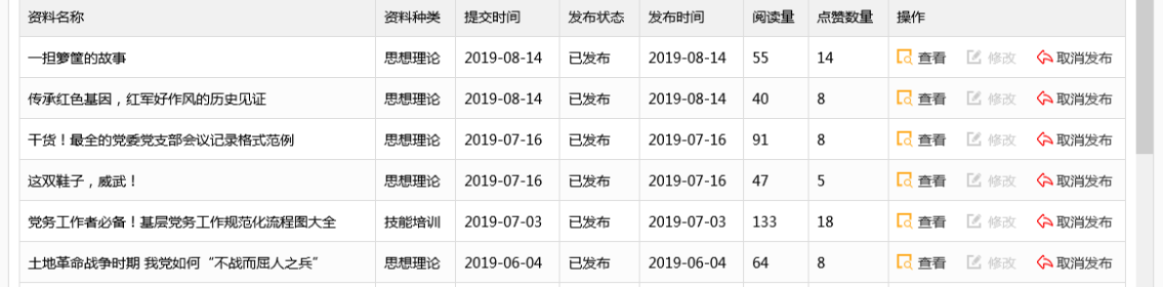 资料名称 资料种类 提交时间 发布状态 发布时间 阅读量 点赞数量 操作
一担箩筐的故事 思想理论 2019-08-14 已发布 2019-08-14 55 14 查看 修改 取消发布
传承红色基因，红军好作风的历史见证 思想理论 2019-08-14 已发布 2019-08-14 40 8 查看 修改 取消发布
干货！最全的党委党支部会议记录格式范例 思想理论 2019-07-16 已发布 2019-07-16 91 8 查看 修改 取消发布
这双鞋子，威武！ 思想理论 2019-07-16 已发布 2019-07-16 47 5 查看 修改 取消发布
党务工作者必备！基层党务工作规范化流程图大全 技能培训 2019-07-03 已发布 2019-07-03 133 18 查看 修改 取消发布
土地革命战争时期 我党如何“不战而屈人之兵” 思想理论 2019-06-04 已发布 2019-06-04 64 8 查看 修改 取消发布